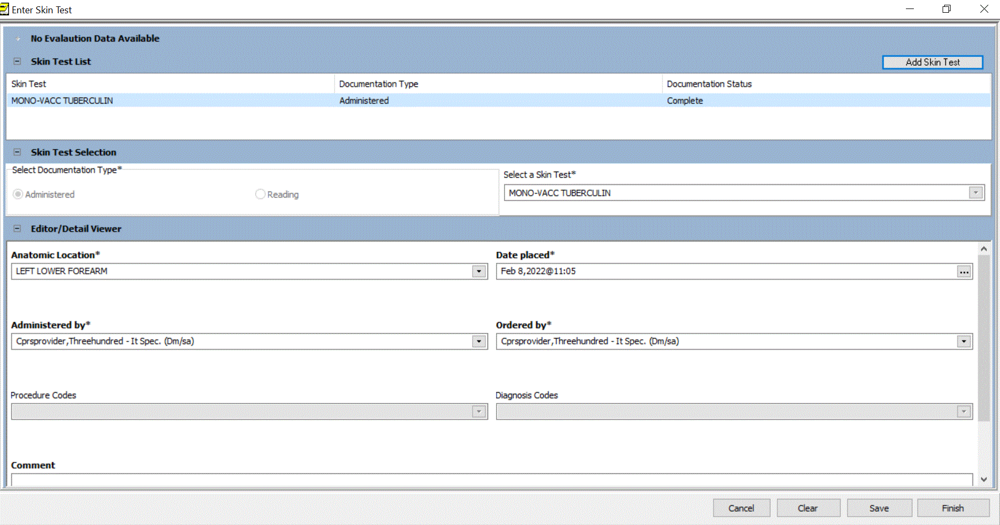 Enter Skin Test
No Evalaution Data Available
Skin Test List
Add Skin Test
Skin Test Documentation Type Documentation Status
MONO-VACC TUBERCULIN Administered Complete
Skin Test Selection
Select Documentation Type*
Select a Skin Test*
Administered Reading
MONO-VACC TUBERCULIN
Editor/Detail Viewer
Anatomic Location* Date placed*
LEFT LOWER FOREARM Feb 8,2022@11:05
...
Administered by* Ordered by*
Cprsprovider,Threehundred - It Spec. (Dm/sa) Cprsprovider,Threehundred - It Spec. (Dm/sa)
Procedure Codes Diagnosis Codes
Comment
Cancel Clear Save Finish